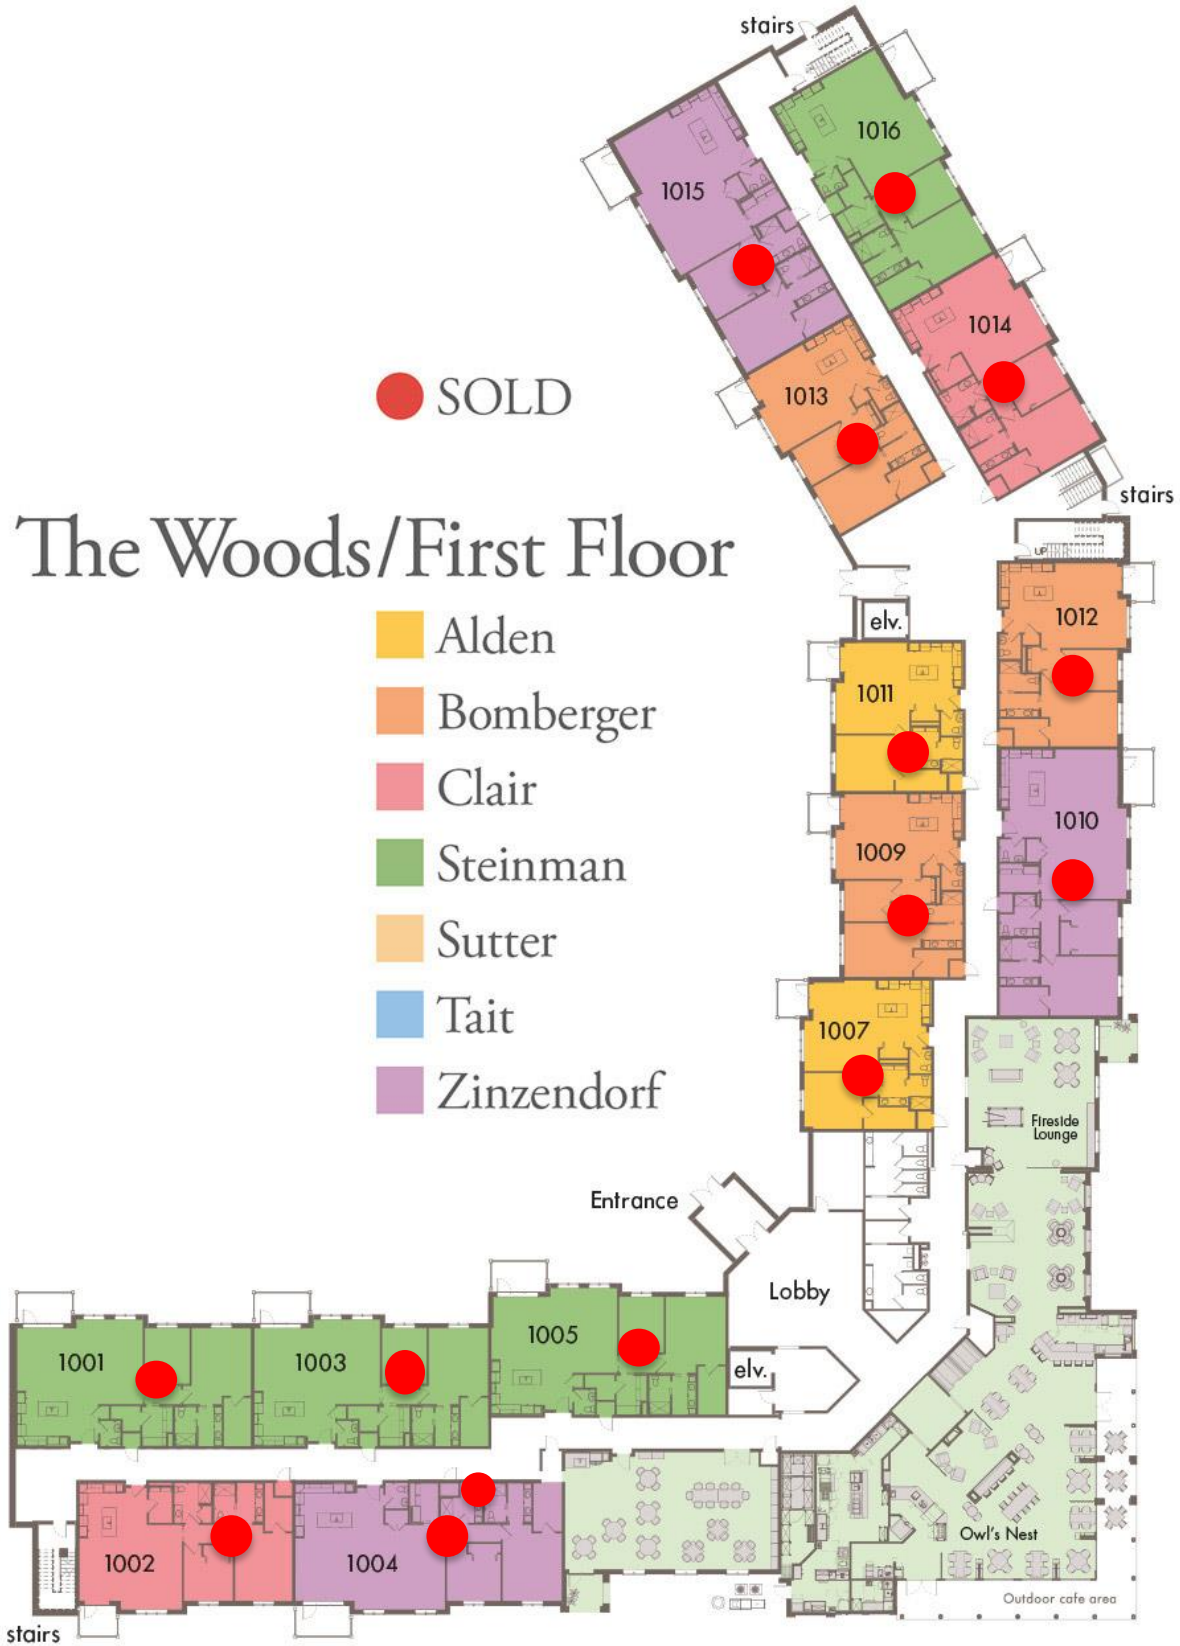 stairs
1016
1015
1014
1013
SOLD
stairs
The Woods/First Floor
UP
1012
elv.
Alden
1011
Bomberger
Clair
1010
1009
Steinman
Sutter
Tait
1007
Zinzendorf
Fireside
Lounge
Entrance
Lobby
1001
1003
1005
elv.
1002
1004
Owl's Nest
Outdoor cafe area
stairs